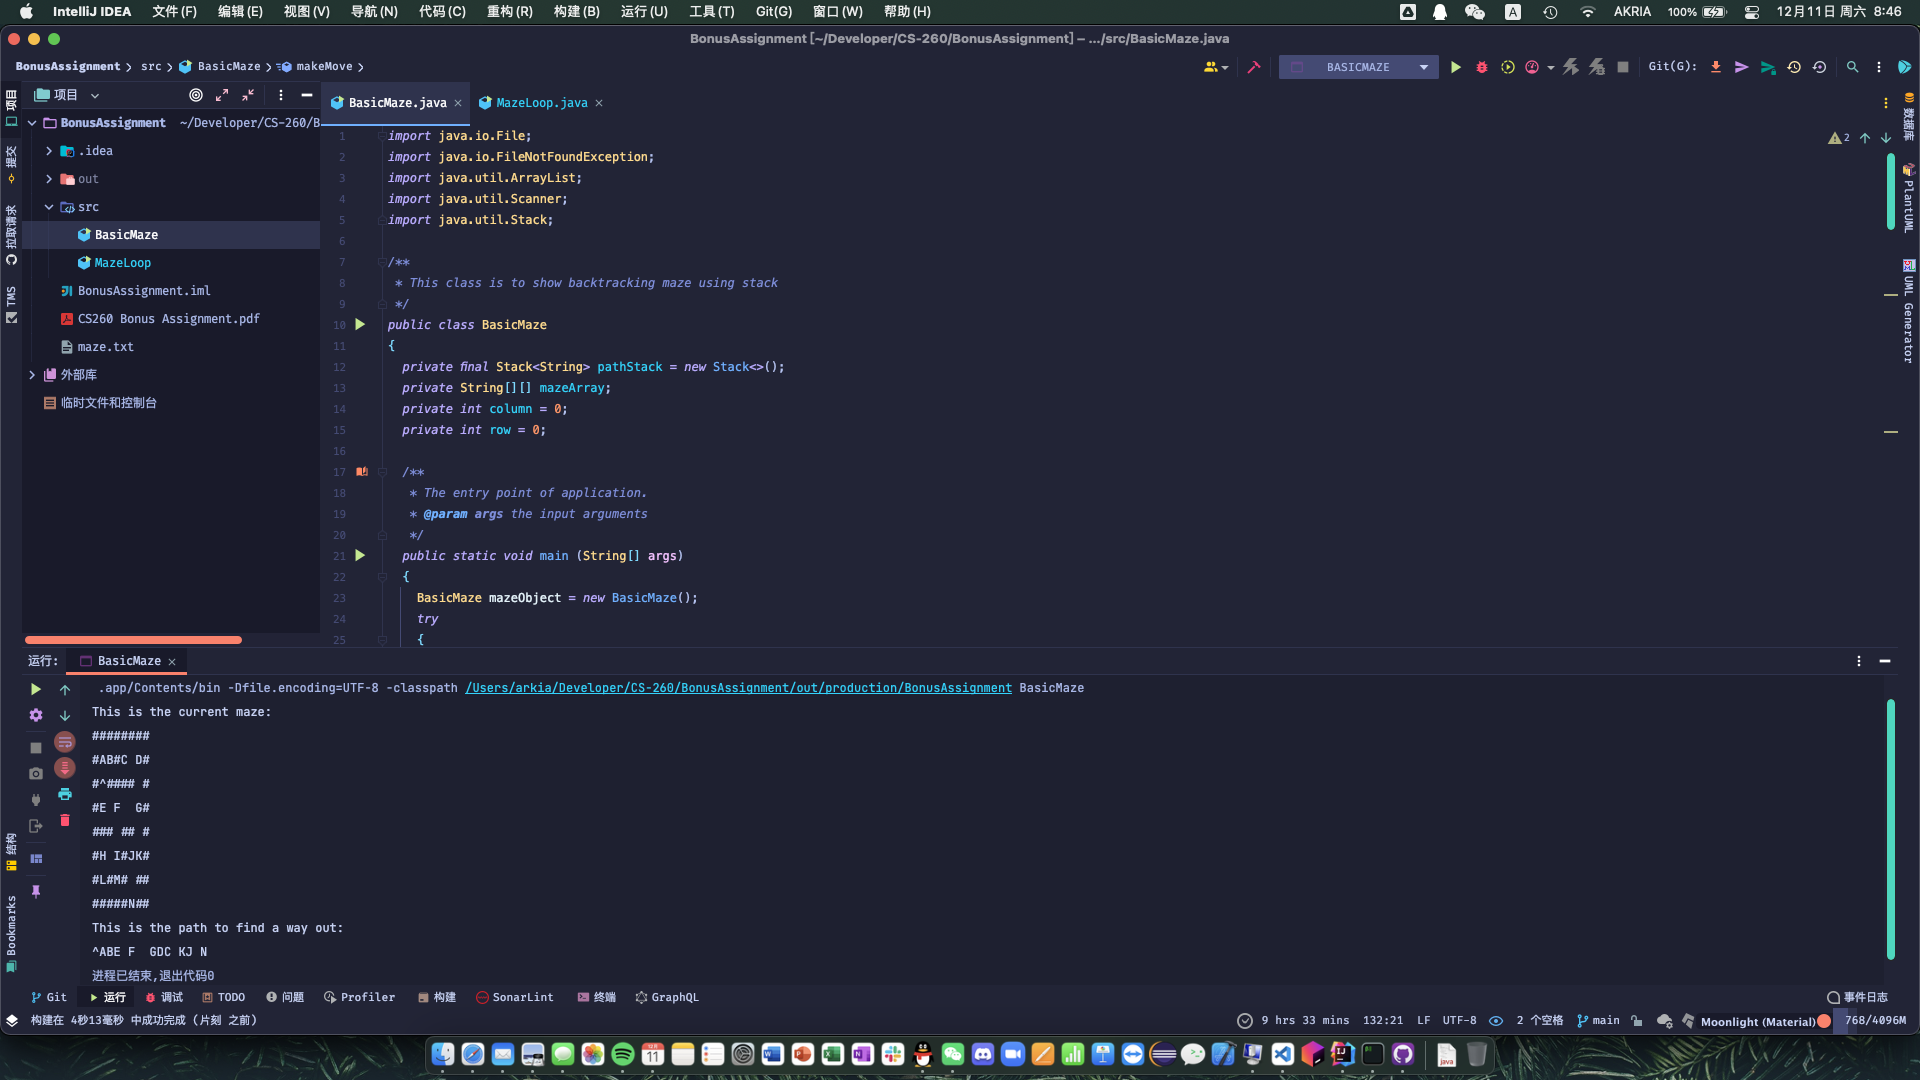 IntelliJ IDEA 文件(F) 编辑(E) 视图(V) 导航(N) 代码(C) 重构(R) 构建(B) 运行(U) 工具(T) Git(G) 窗口(W) 帮助(H) A AKRIA 100% 12月11日 周六 8:46
BonusAssignment [~/Developer/CS-260/BonusAssignment] – .../src/BasicMaze.java
BonusAssignment src BasicMaze makeMove BASICMAZE Git(G):
项目
BasicMaze.java
MazeLoop.java
BonusAssignment ~/Developer/CS-260/B
.idea
out
src
BasicMaze
MazeLoop
BonusAssignment.iml
CS260 Bonus Assignment.pdf
maze.txt
外部库
临时文件和控制台
项目
提交
拉取请求
TMS
结构
Bookmarks
2
1 import java.io.File;
2 import java.io.FileNotFoundException;
3 import java.util.ArrayList;
4 import java.util.Scanner;
5 import java.util.Stack;
6
7 /**
8 * This class is to show backtracking maze using stack
9 */
10 public class BasicMaze
11 {
12 private final Stack<String> pathStack = new Stack<>();
13 private String[][] mazeArray;
14 private int column = 0;
15 private int row = 0;
16
17 /**
18 * The entry point of application.
19 * @param args the input arguments
20 */
21 public static void main (String[] args)
22 {
23 BasicMaze mazeObject = new BasicMaze();
24 try
25 {
数据库
PlantUML
UML Generator
运行: BasicMaze
.app/Contents/bin -Dfile.encoding=UTF-8 -classpath /Users/arkia/Developer/CS-260/BonusAssignment/out/production/BonusAssignment BasicMaze
This is the current maze:
########
#AB#C D#
#^#### #
#E F  G#
### ## #
#H I#JK#
#L#M# ##
#####N##
This is the path to find a way out:
^ABE F  GDC KJ N
进程已结束,退出代码0
Git 运行 调试 TODO 问题 Profiler 构建 SonarLint 终端 GraphQL 事件日志
构建在 4秒13毫秒 中成功完成 (片刻 之前) 9 hrs 33 mins 132:21 LF UTF-8 2 个空格 main Moonlight (Material) 768/4096M
11